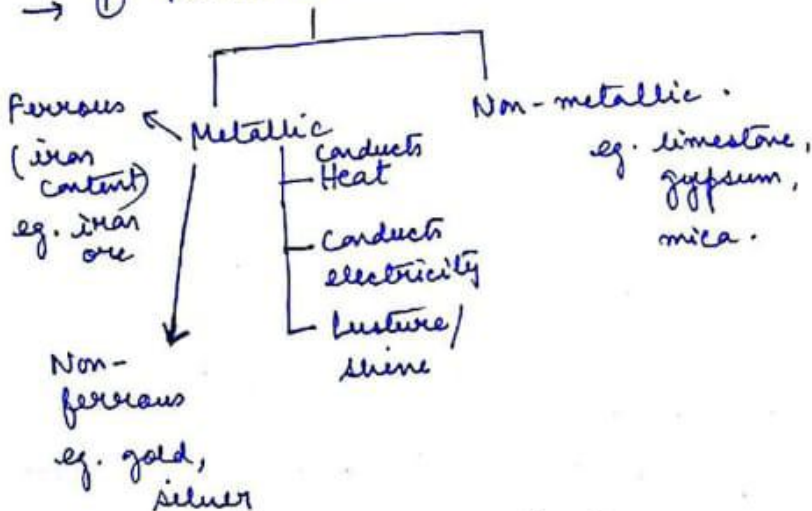 → ①
Ferrous
(iron
content)
eg. iron
ore
Metallic
conducts
Heat
Conducts
electricity
Lusture/
shine
Non-metallic.
eg. limestone,
gypsum,
mica.
Non-
ferrous
eg. gold,
silver